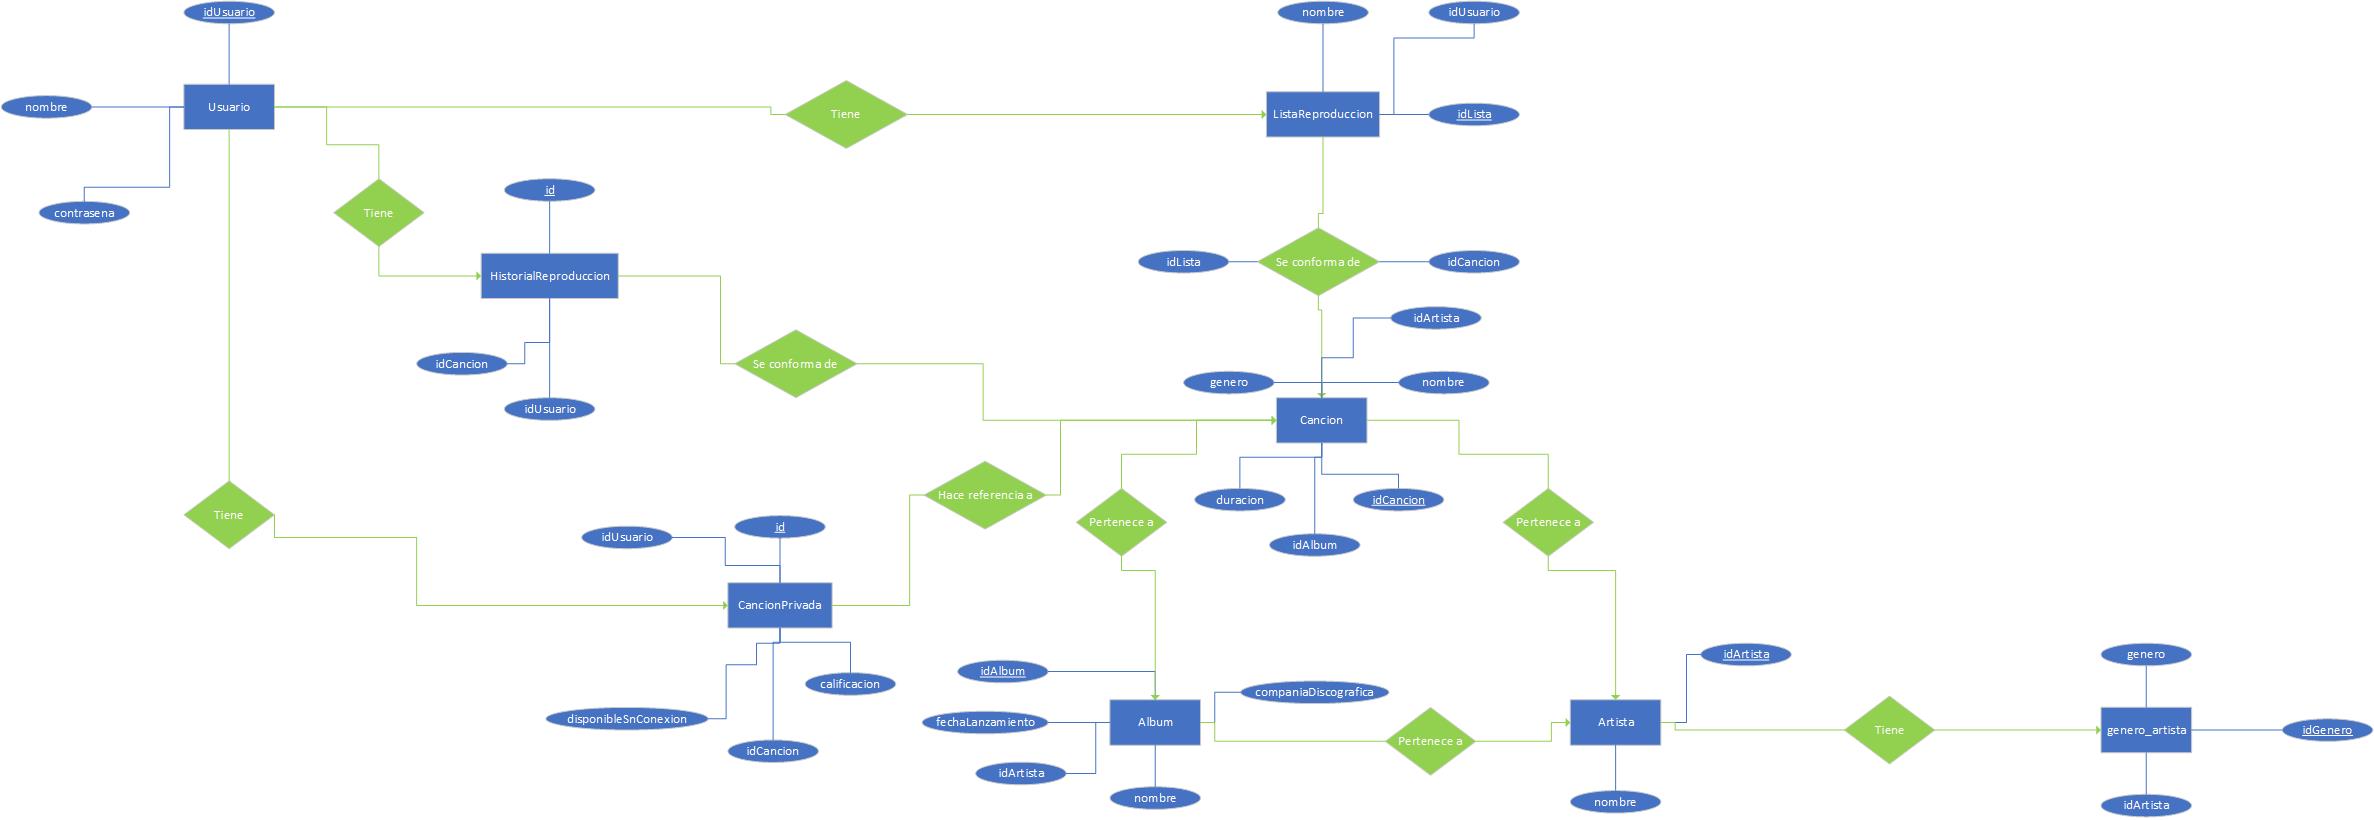 idUsuario
nombre
idUsuario
nombre
Usuario
Tiene
ListaReproduccion
idLista
contrasena
Tiene
id
HistorialReproduccion
idLista
Se conforma de
idCancion
idArtista
idCancion
Se conforma de
genero
nombre
idUsuario
Cancion
Hace referencia a
duracion
idCancion
Tiene
id
Pertenece a
Pertenece a
idUsuario
idAlbum
CancionPrivada
idAlbum
idArtista
genero
calificacion
companiaDiscografica
disponibleSnConexion
fechaLanzamiento
Album
Artista
Tiene
genero_artista
idGenero
Pertenece a
idCancion
idArtista
nombre
nombre
idArtista